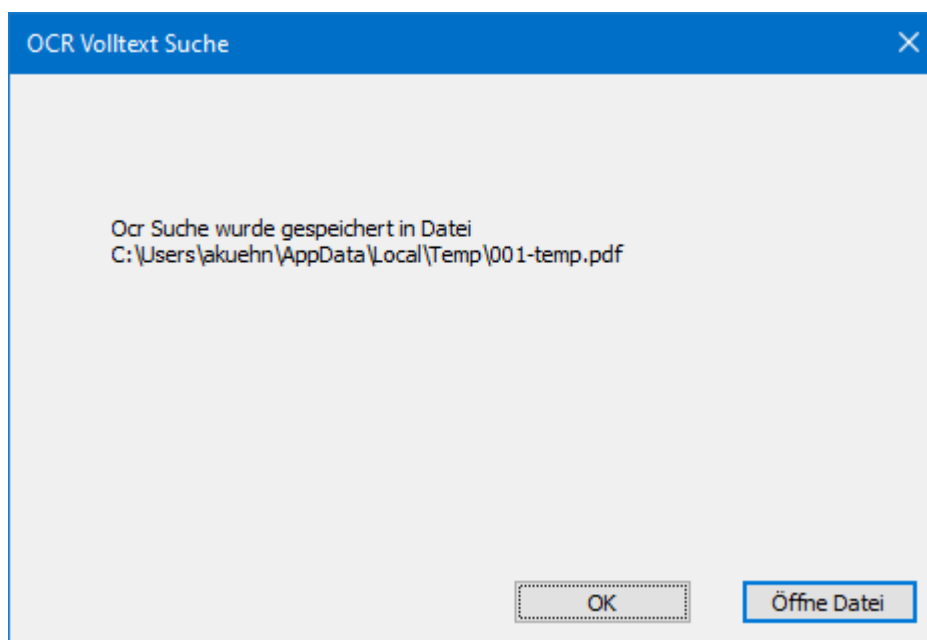 OCR Volltext Suche
Ocr Suche wurde gespeichert in Datei
C:\Users\akuehn\AppData\Local\Temp\001-temp.pdf
OK
Öffne Datei